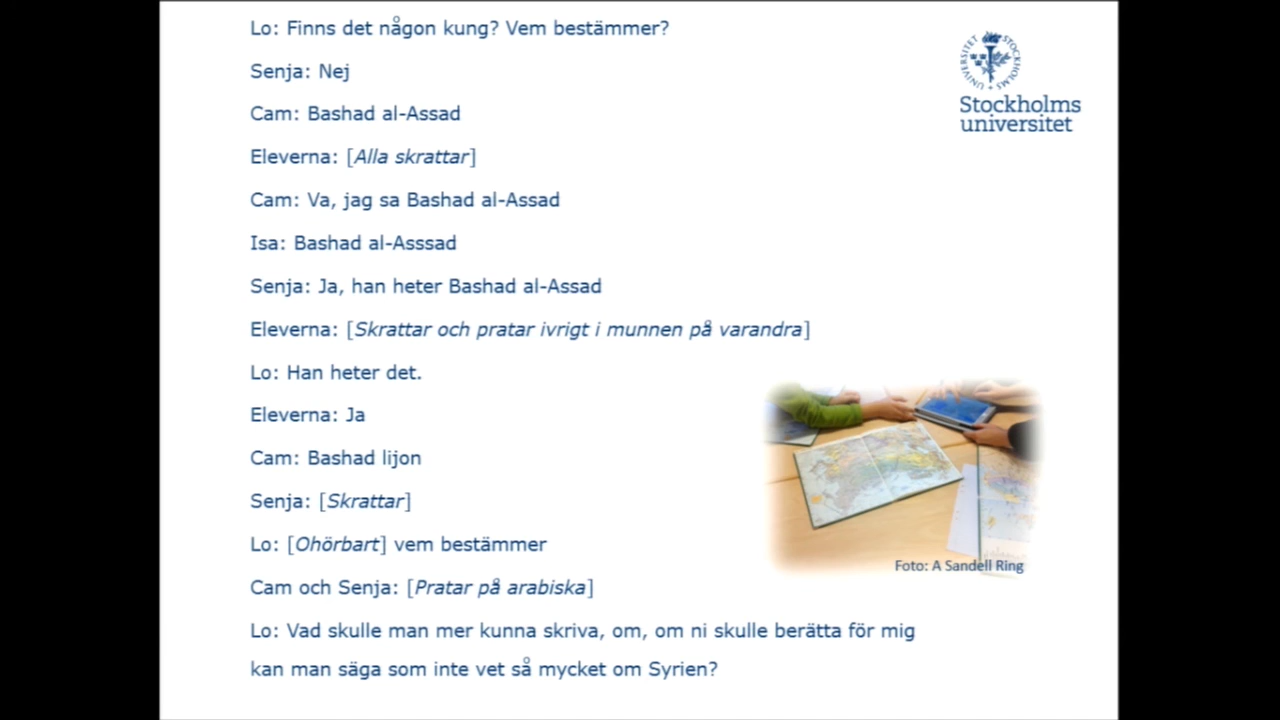 Lo: Finns det någon kung? Vem bestämmer?
Senja: Nej
Cam: Bashad al-Assad
Eleverna: [Alla skrattar]
Cam: Va, jag sa Bashad al-Assad
Isa: Bashad al-Asssad
Senja: Ja, han heter Bashad al-Assad
Eleverna: [Skrattar och pratar ivrigt i munnen på varandra]
Lo: Han heter det.
Eleverna: Ja
Cam: Bashad lijon
Senja: [Skrattar]
Lo: [Ohörbart] vem bestämmer
Cam och Senja: [Pratar på arabiska]
Lo: Vad skulle man mer kunna skriva, om, om ni skulle berätta för mig
kan man säga som inte vet så mycket om Syrien?
STOCKHOLMS UNIVERSITET
Stockholms
universitet
Foto: A Sandell Ring